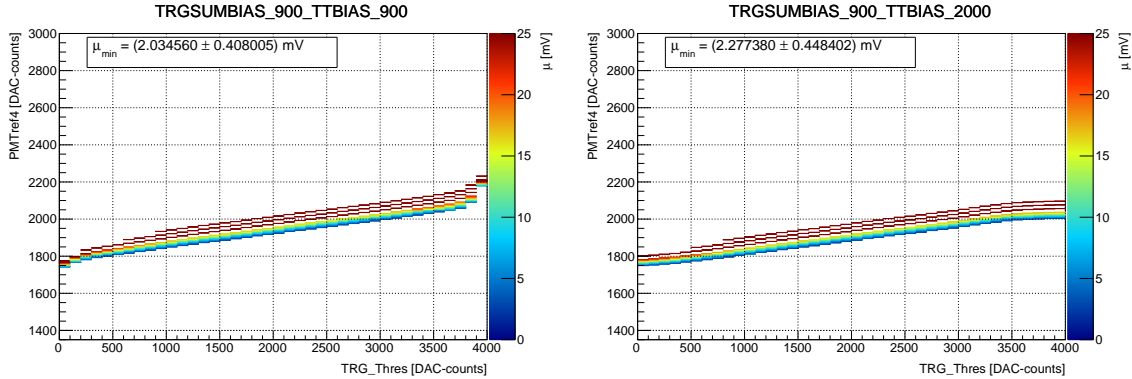 TRGSUMBIAS_900_TTBIAS_900
μmin = (2.034560 ± 0.408005) mV
PMTref4 [DAC-counts]
3000
2800
2600
2400
2200
2000
1800
1600
1400
0 500 1000 1500 2000 2500 3000 3500 4000
TRG_Thres [DAC-counts]
25
20
15
10
5
0
μ [mV]
TRGSUMBIAS_900_TTBIAS_2000
μmin = (2.277380 ± 0.448402) mV
PMTref4 [DAC-counts]
3000
2800
2600
2400
2200
2000
1800
1600
1400
0 500 1000 1500 2000 2500 3000 3500 4000
TRG_Thres [DAC-counts]
25
20
15
10
5
0
μ [mV]